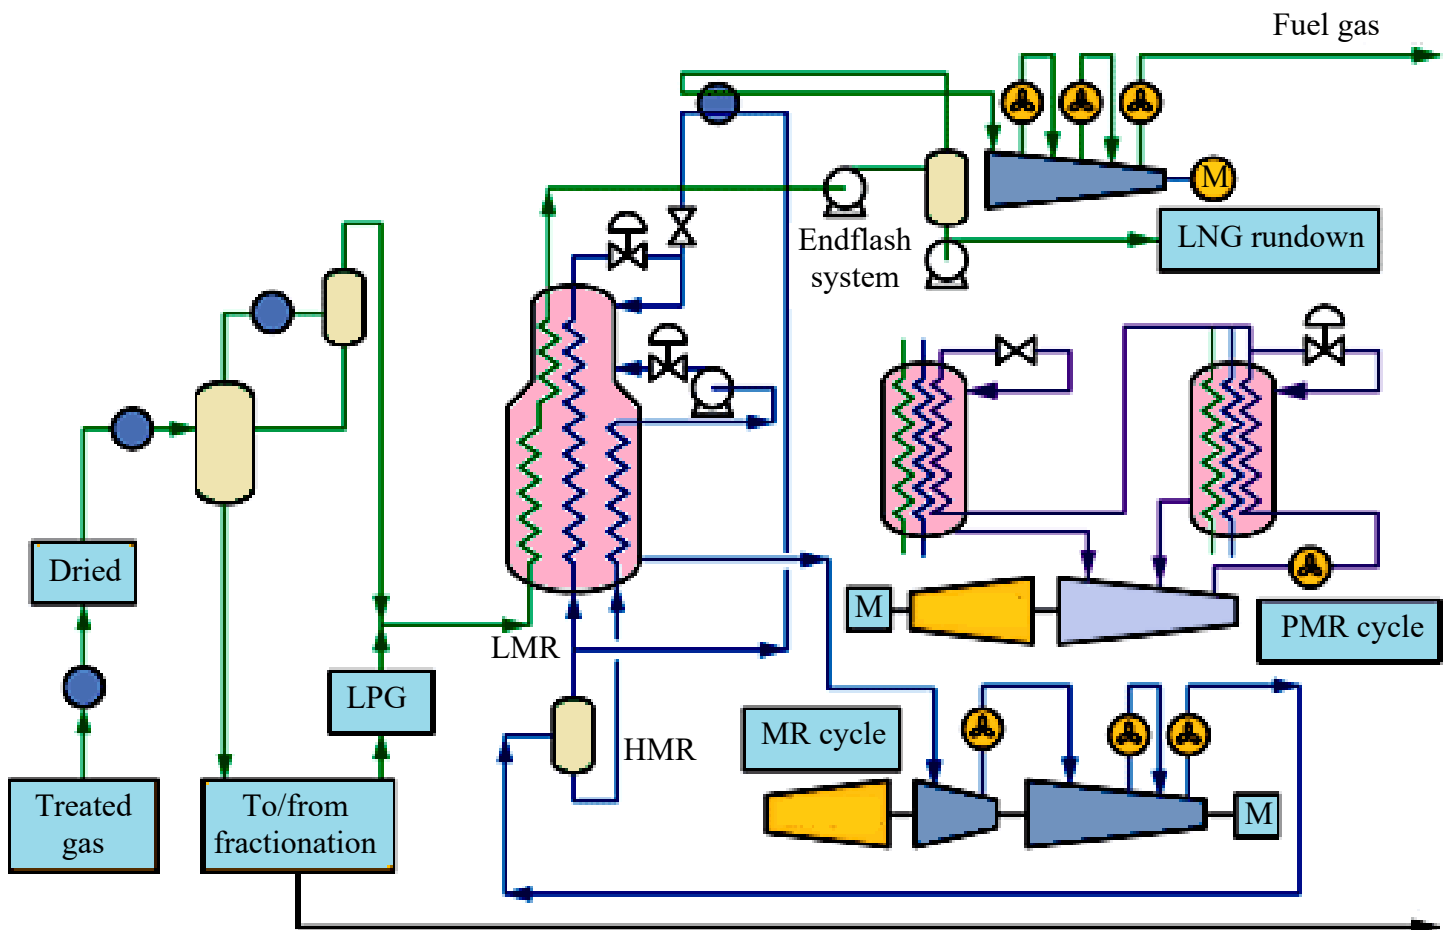 Fuel gas
M
Endflash
system
LNG rundown
Dried
M
PMR cycle
LMR
LPG
MR cycle
HMR
Treated
gas
To/from
fractionation
M